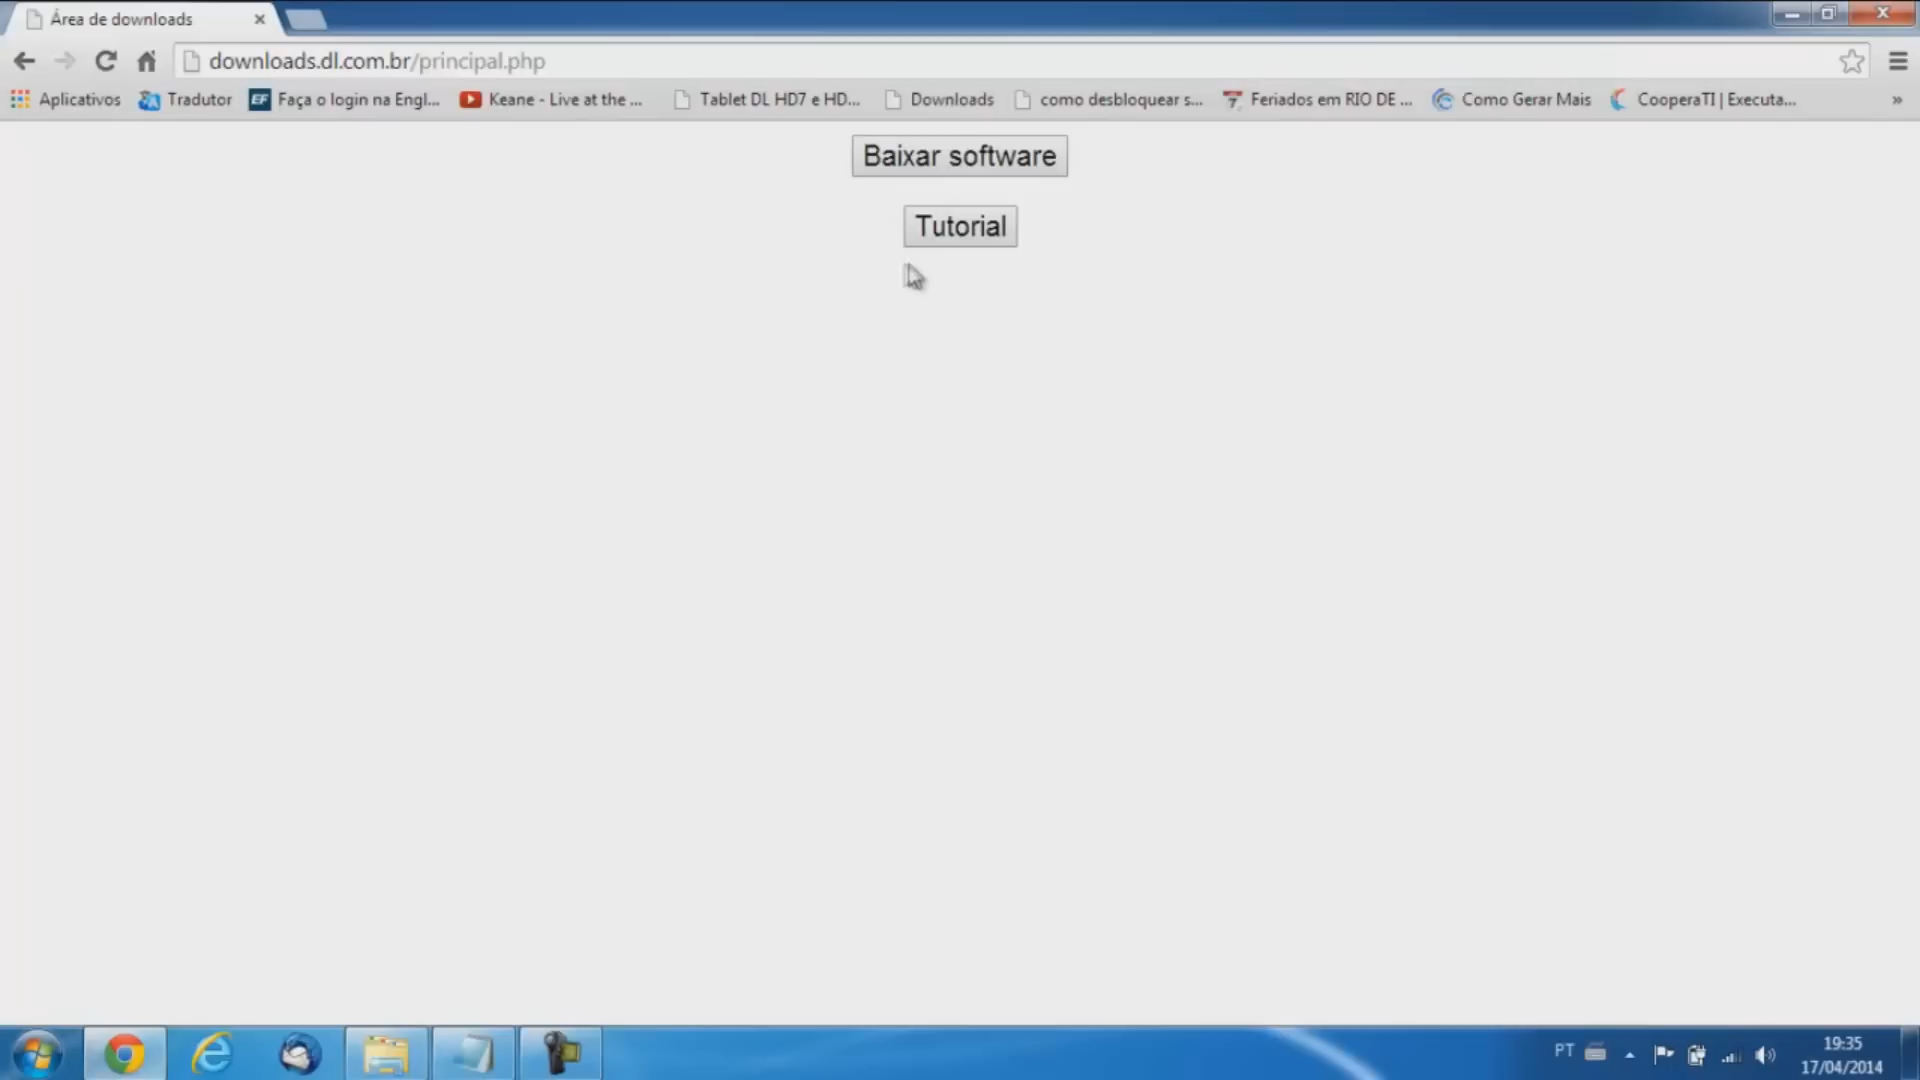 Área de downloads
downloads.dl.com.br/principal.php
Aplicativos Tradutor EF Faça o login na Engl... Keane - Live at the ... Tablet DL HD7 e HD... Downloads como desbloquear s... 7 Feriados em RIO DE ... Como Gerar Mais CooperaTI | Executa... »
Baixar software
Tutorial
PT
19:35
17/04/2014